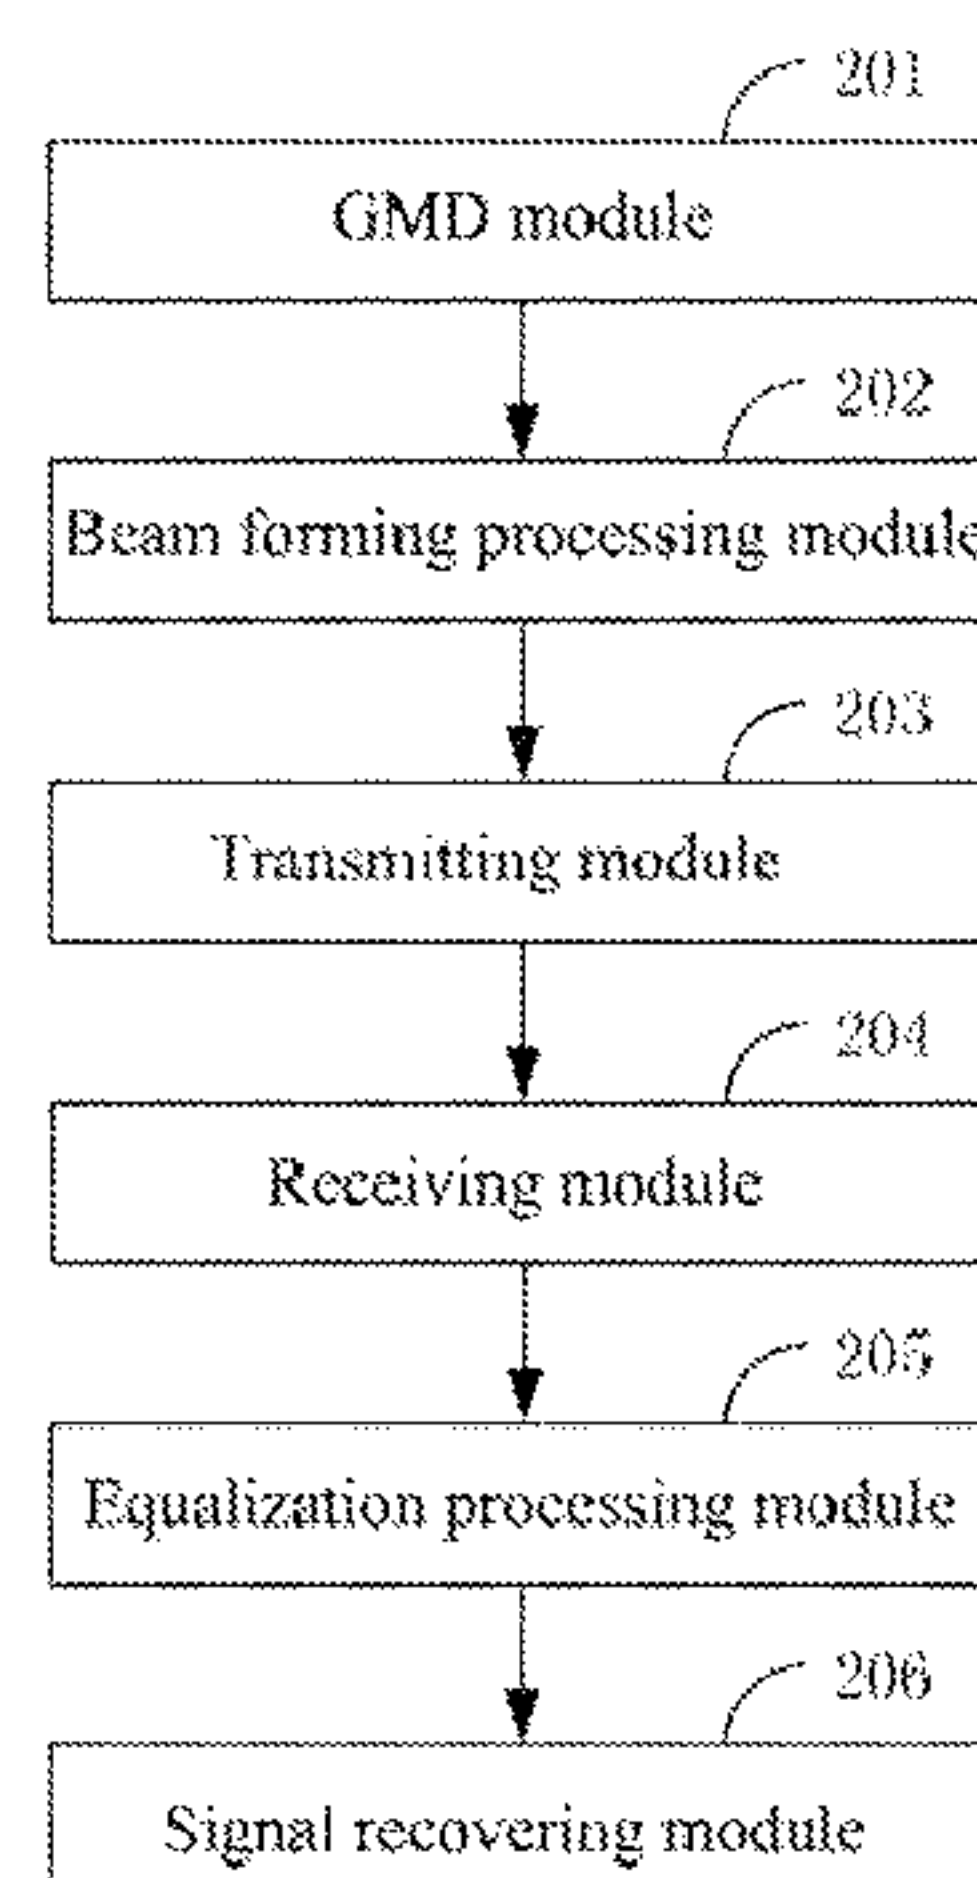 201
GMD module
202
Beam forming processing module
203
Transmitting module
204
Receiving module
205
Equalization processing module
206
Signal recovering module